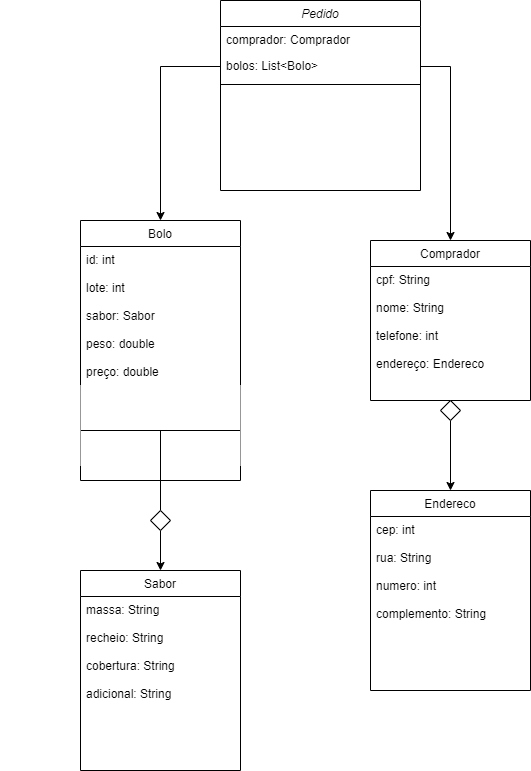 Pedido
comprador: Comprador
bolos: List<Bolo>
Bolo
id: int
lote: int
sabor: Sabor
peso: double
preço: double
Comprador
cpf: String
nome: String
telefone: int
endereço: Endereco
Sabor
massa: String
recheio: String
cobertura: String
adicional: String
Endereco
cep: int
rua: String
numero: int
complemento: String